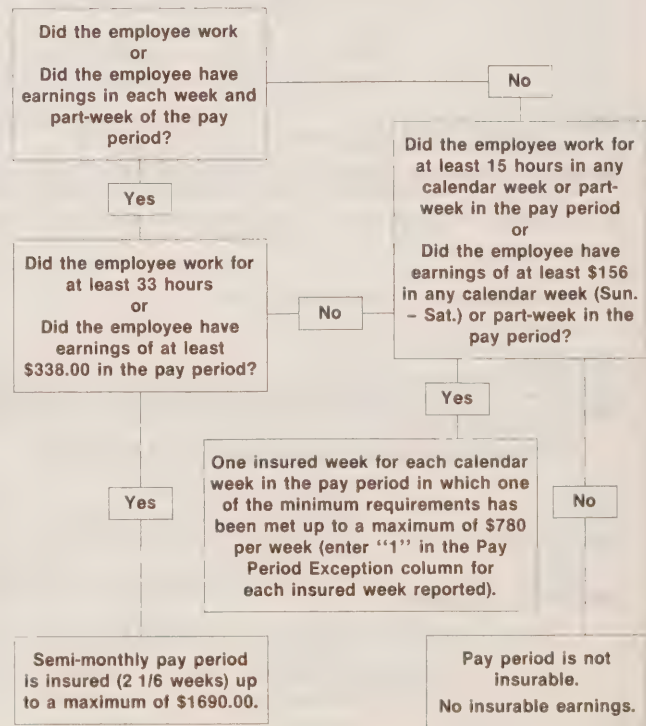 Did the employee work
or
Did the employee have
earnings in each week and
part-week of the pay
period?
No
Yes
Did the employee work for
at least 15 hours in any
calendar week or part-
week in the pay period
or
Did the employee have
earnings of at least $156
in any calendar week (Sun.
– Sat.) or part-week in the
pay period?
Did the employee work for
at least 33 hours
or
Did the employee have
earnings of at least
$338.00 in the pay period?
No
Yes
One insured week for each calendar
week in the pay period in which one
of the minimum requirements has
been met up to a maximum of $780
per week (enter “1” in the Pay
Period Exception column for
each insured week reported).
Yes
No
Semi-monthly pay period
is insured (2 1/6 weeks) up
to a maximum of $1690.00.
Pay period is not
insurable.
No insurable earnings.